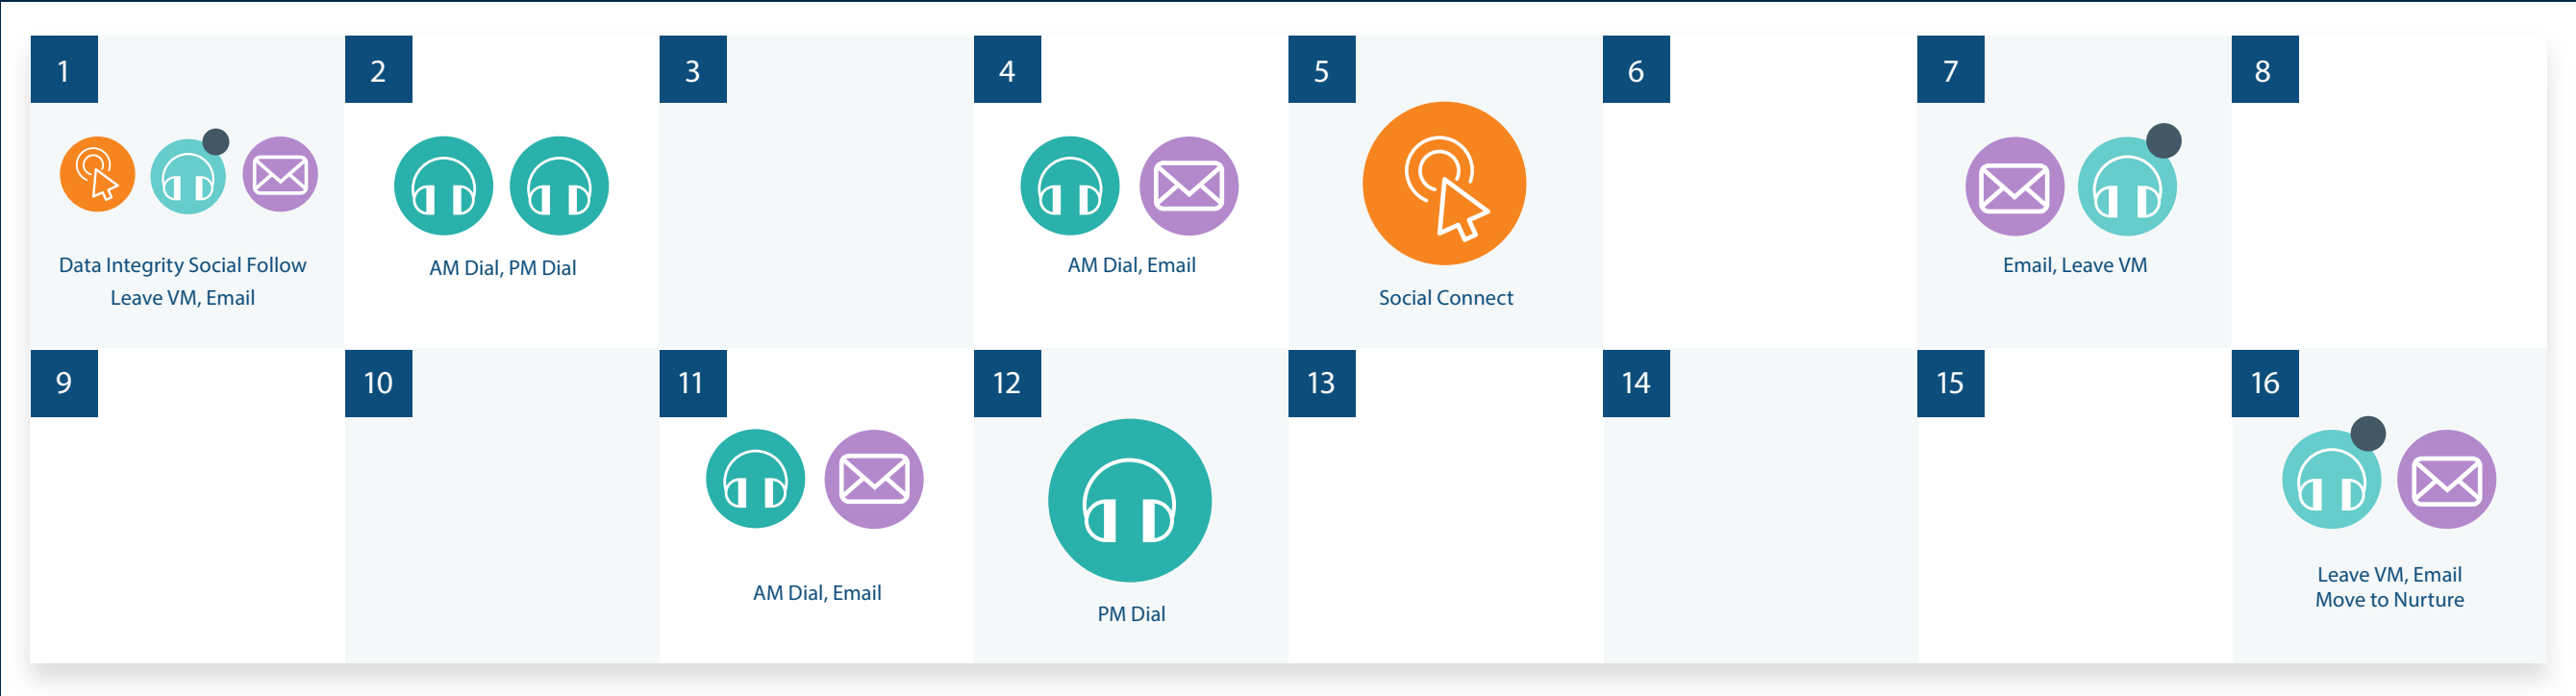 1
2
3
4
5
6
7
8
Data Integrity Social Follow
Leave VM, Email
AM Dial, PM Dial
AM Dial, Email
Social Connect
Email, Leave VM
9
10
11
12
13
14
15
16
AM Dial, Email
PM Dial
Leave VM, Email
Move to Nurture